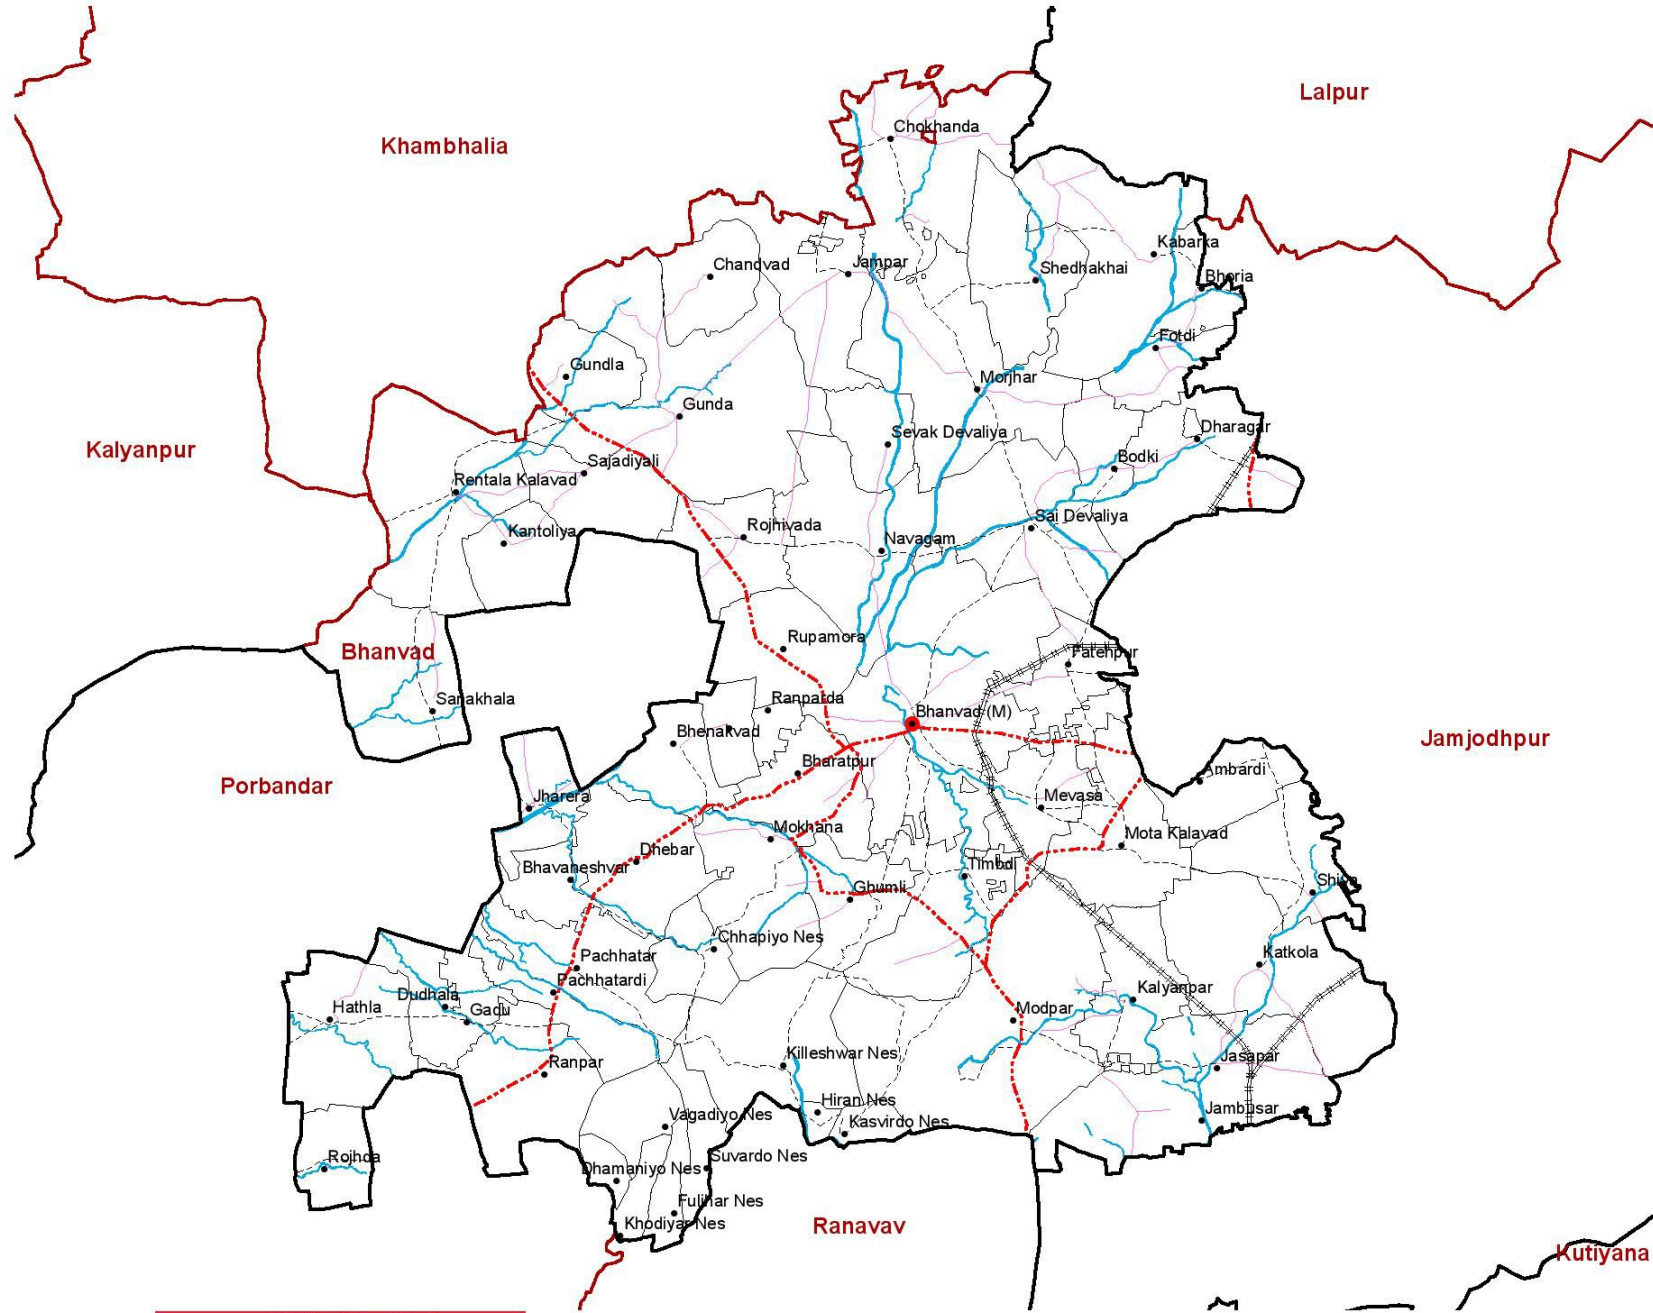 Lalpur
Chokhanda
Khambhalia
Kabarka
Chandvad
Jampar
Shedhakhai
Bhoria
Fotdi
Gundla
Morjhar
Gunda
Dharagar
Sevak Devaliya
Kalyanpur
Bodki
Sajadiyali
Rentala Kalavad
Sai Devaliya
Rojhivada
Kantoliya
Navagam
Rupamora
Bhanvad
Fatehpur
Sanakhala
Ranparda
Bhanvad (M)
Bhenakvad
Jamjodhpur
Bharatpur
Ambardi
Porbandar
Jharera
Mevasa
Mokhana
Mota Kalavad
Dhebar
Bhavaneshvar
Timbdi
Shiva
Ghumli
Chhapiyo Nes
Katkola
Pachhatar
Pachhatardi
Kalyanpar
Dudhala
Hathla
Gadu
Modpar
Killeshwar Nes
Jasapar
Ranpar
Hiran Nes
Vagadiyo Nes
Jambusar
Kasvirdo Nes
Rojhda
Suvardo Nes
Dhamaniyo Nes
Fuljhar Nes
Khodiyar Nes
Ranavav
Kutiyana